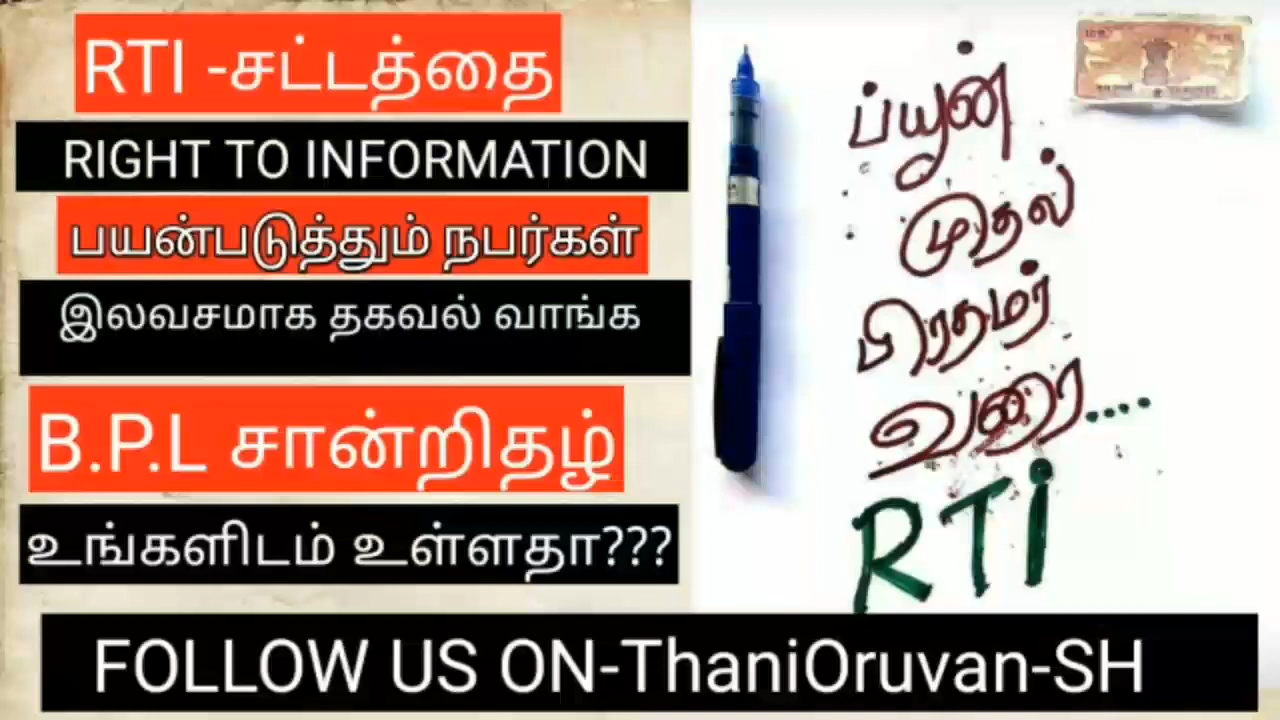 RTI -சட்டத்தை
RIGHT TO INFORMATION
பயன்படுத்தும் நபர்கள்
இலவசமாக தகவல் வாங்க
B.P.L சான்றிதழ்
உங்களிடம் உள்ளதா???
ப்யுன்
முதல்
பிரதமர்
வரை....
RTi
FOLLOW US ON-ThaniOruvan-SH